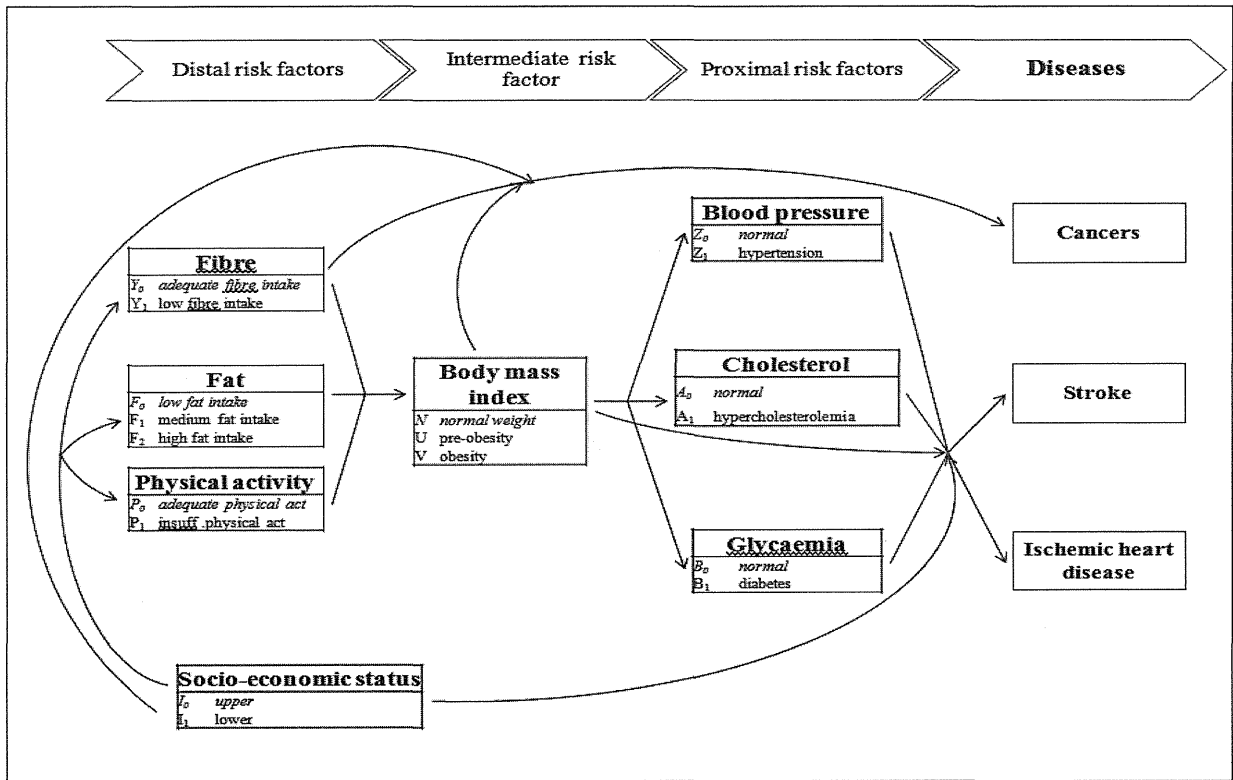 Distal risk factors
Intermediate risk
factor
Proximal risk factors
Diseases
Fibre
Y₀ adequate fibre intake
Y₁ low fibre intake
Fat
F₀ low fat intake
F₁ medium fat intake
F₂ high fat intake
Physical activity
P₀ adequate physical act
P₁ insuff .physical act
Socio-economic status
I₀ upper
I₁ lower
Body mass
index
N normal weight
U pre-obesity
V obesity
Blood pressure
Z₀ normal
Z₁ hypertension
Cholesterol
A₀ normal
A₁ hypercholesterolemia
Glycaemia
B₀ normal
B₁ diabetes
Cancers
Stroke
Ischemic heart
disease